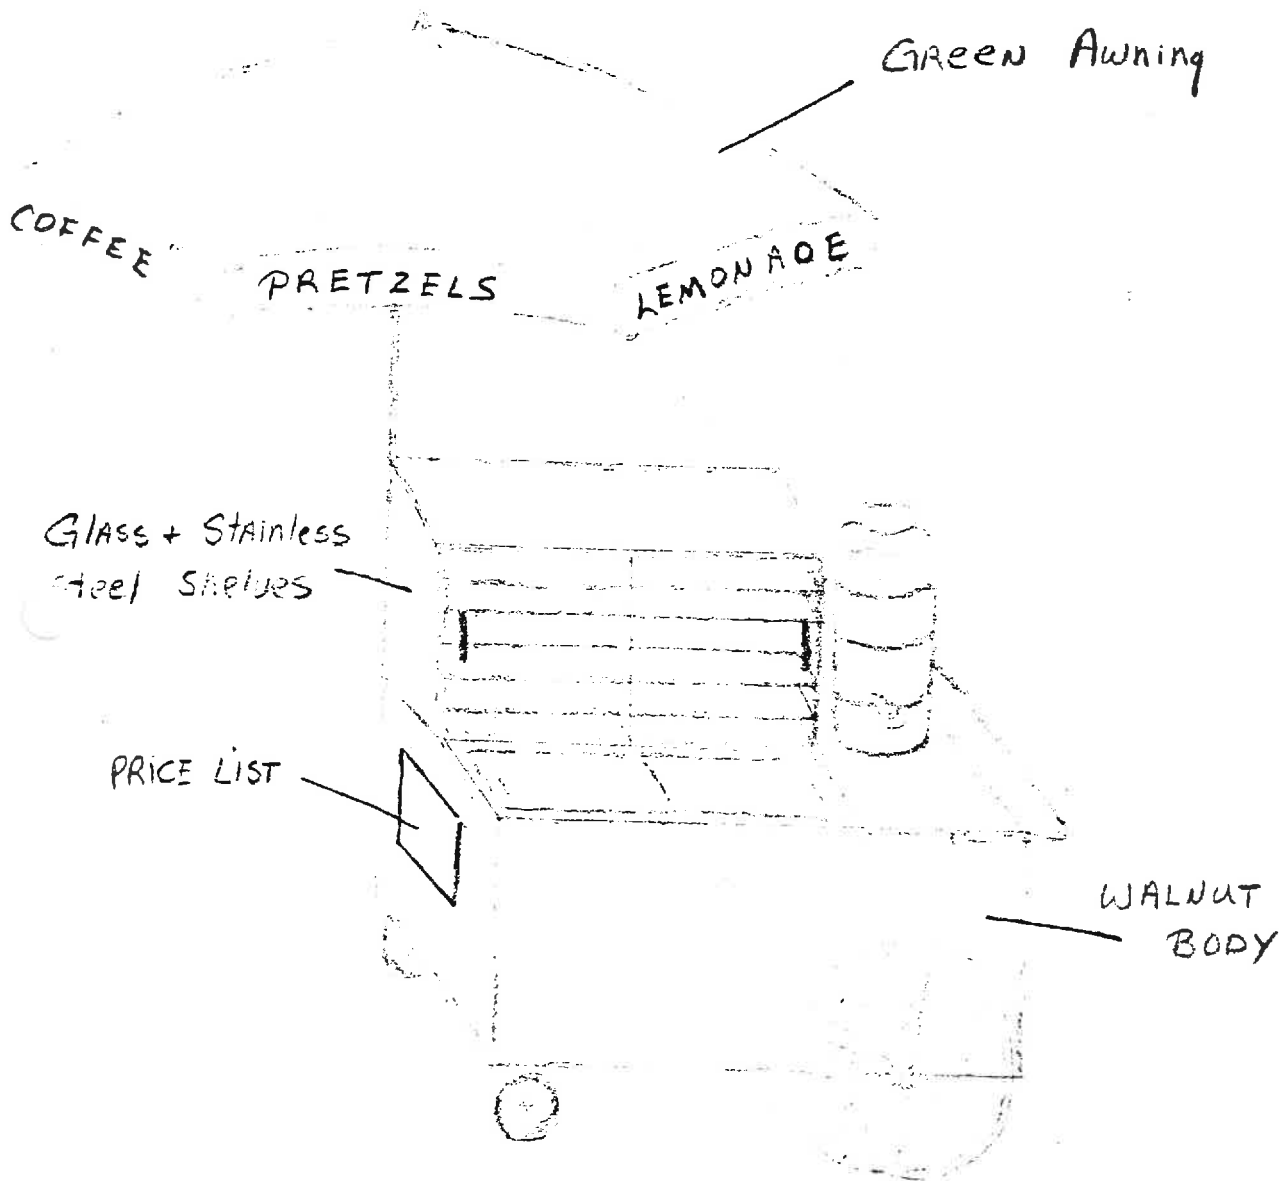 GREEN Awning
COFFEE
PRETZELS
LEMONADE
GlAss + StAinless
steel Shelves
PRICE LIST
WALNUT
BODY